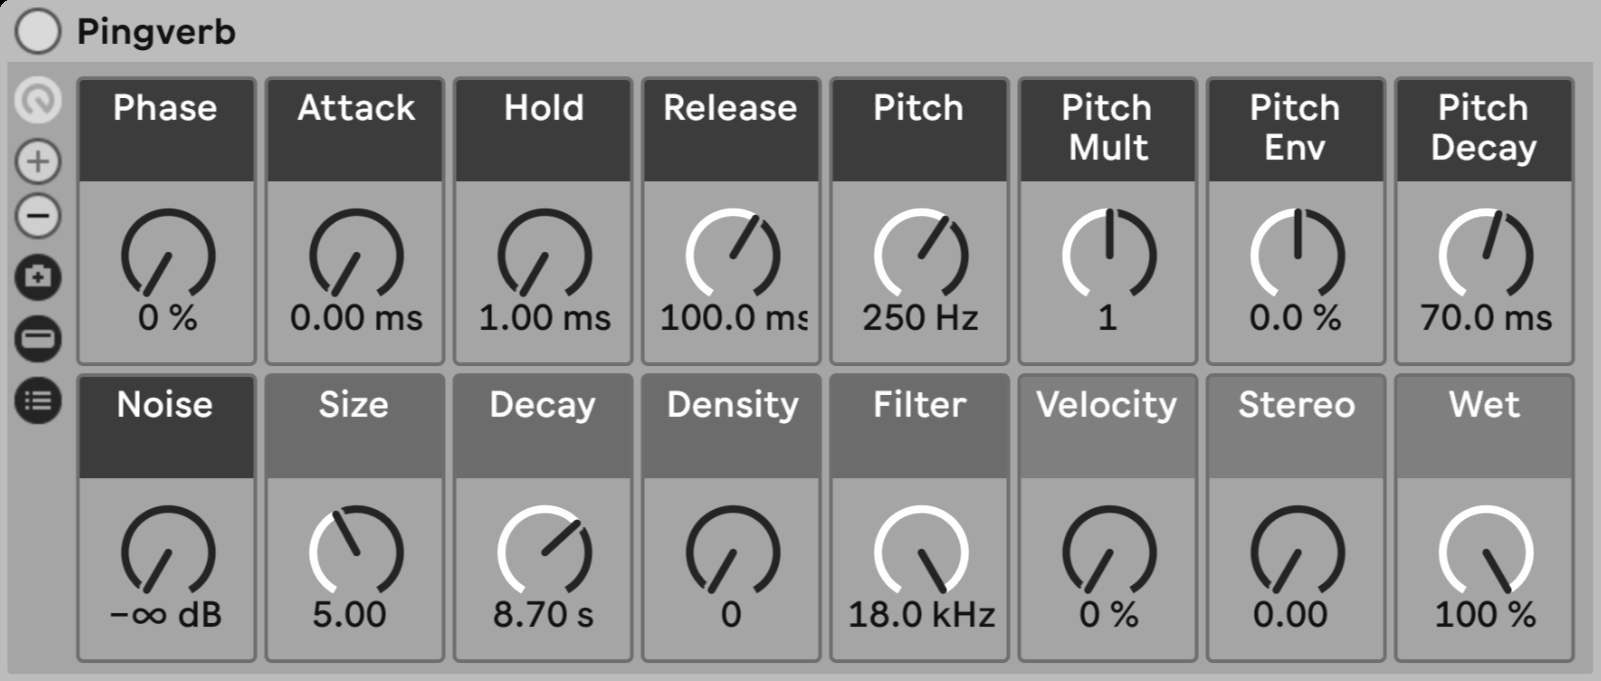 Pingverb
Phase
Attack
Hold
Release
Pitch
Pitch
Mult
Pitch
Env
Pitch
Decay
0 %
0.00 ms
1.00 ms
100.0 ms
250 Hz
1
0.0 %
70.0 ms
Noise
Size
Decay
Density
Filter
Velocity
Stereo
Wet
-∞ dB
5.00
8.70 s
0
18.0 kHz
0 %
0.00
100 %